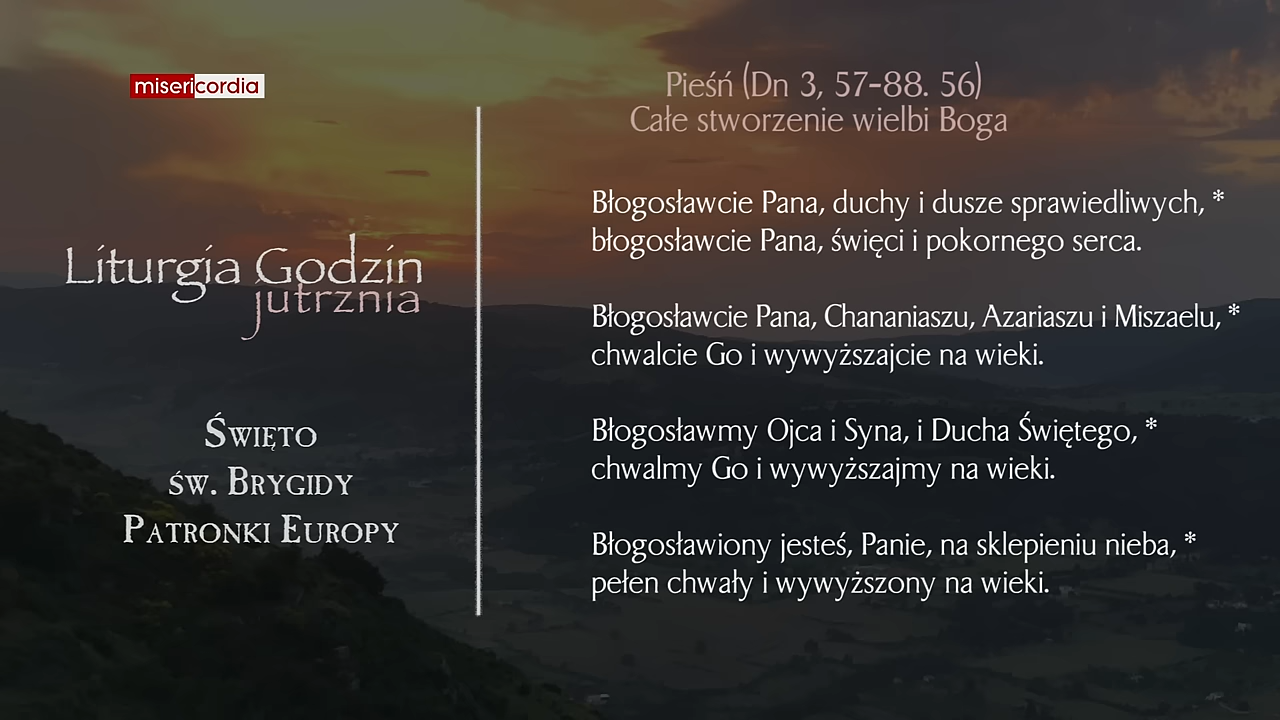 misericordia
Liturgia Godzin
jutrznia
Święto
św. Brygidy
Patronki Europy
Pieśń (Dn 3, 57-88. 56)
Całe stworzenie wielbi Boga
Błogosławcie Pana, duchy i dusze sprawiedliwych, *
błogosławcie Pana, święci i pokornego serca.
Błogosławcie Pana, Chananiaszu, Azariaszu i Miszaelu, *
chwalcie Go i wywyższajcie na wieki.
Błogosławmy Ojca i Syna, i Ducha Świętego, *
chwalmy Go i wywyższajmy na wieki.
Błogosławiony jesteś, Panie, na sklepieniu nieba, *
pełen chwały i wywyższony na wieki.